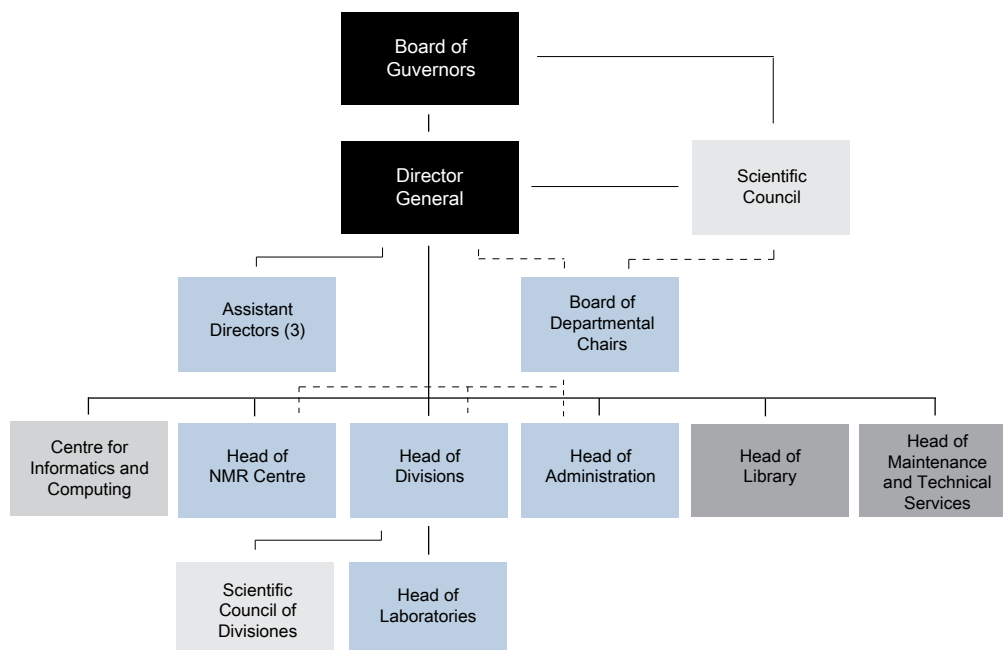 Board of
Guvernors
Director
General
Scientific
Council
Assistant
Directors (3)
Board of
Departmental
Chairs
Centre for
Informatics and
Computing
Head of
NMR Centre
Head of
Divisions
Head of
Administration
Head of
Library
Head of
Maintenance
and Technical
Services
Scientific
Council of
Divisiones
Head of
Laboratories